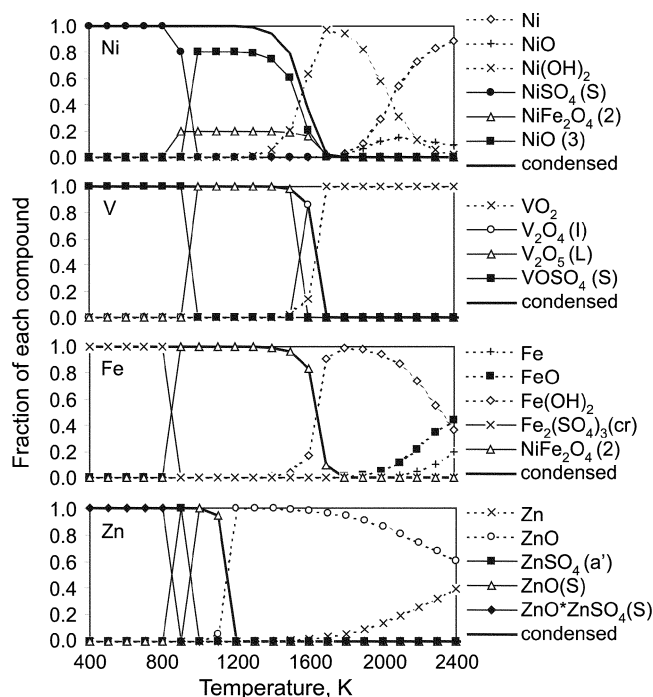 Fraction of each compound
1.0
0.8
0.6
0.4
0.2
0.0
Ni
Ni
NiO
Ni(OH)₂
NiSO₄ (S)
NiFe₂O₄ (2)
NiO (3)
condensed
1.0
0.8
0.6
0.4
0.2
0.0
V
VO₂
V₂O₄ (l)
V₂O₅ (L)
VOSO₄ (S)
condensed
1.0
0.8
0.6
0.4
0.2
0.0
Fe
Fe
FeO
Fe(OH)₂
Fe₂(SO₄)₃(cr)
NiFe₂O₄ (2)
condensed
1.0
0.8
0.6
0.4
0.2
0.0
Zn
Zn
ZnO
ZnSO₄ (a’)
ZnO(S)
ZnO*ZnSO₄(S)
condensed
400 800 1200 1600 2000 2400
Temperature, K